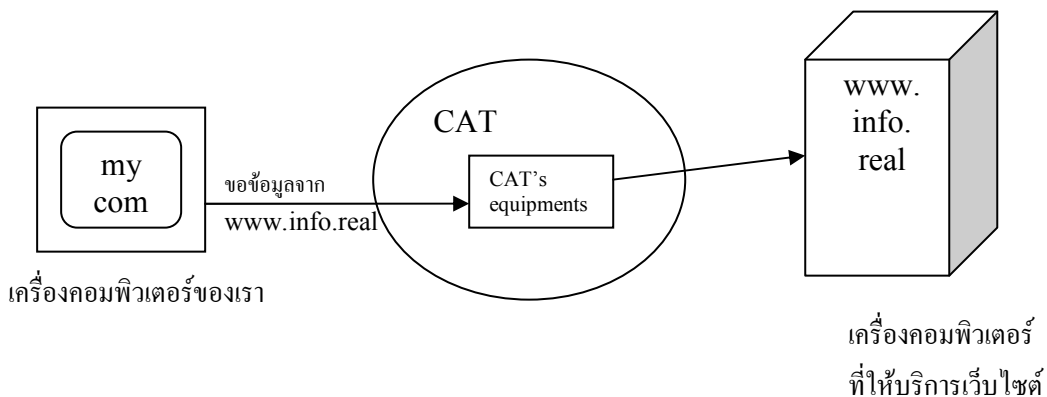 my
com
เครื่องคอมพิวเตอร์ของเรา
ขอข้อมูลจาก
www.info.real
CAT
CAT's
equipments
www.
info.
real
เครื่องคอมพิวเตอร์
ที่ให้บริการเว็บไซต์